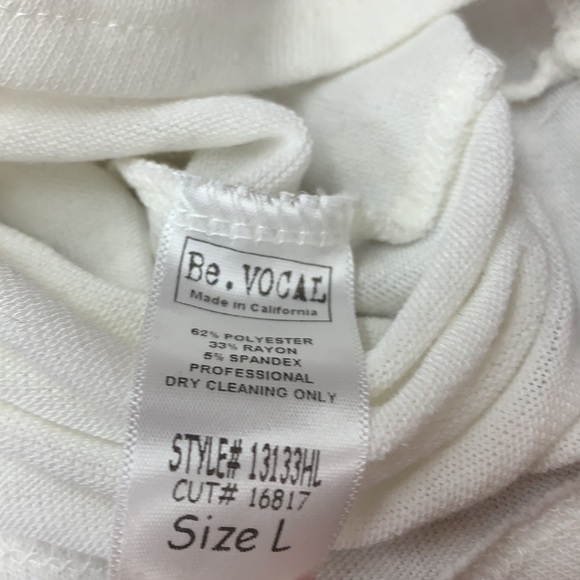 Be. VOCAL
Made in California
62% POLYESTER
33% RAYON
5% SPANDEX
PROFESSIONAL
DRY CLEANING ONLY
STYLE# 13133HL
CUT# 16817
Size L